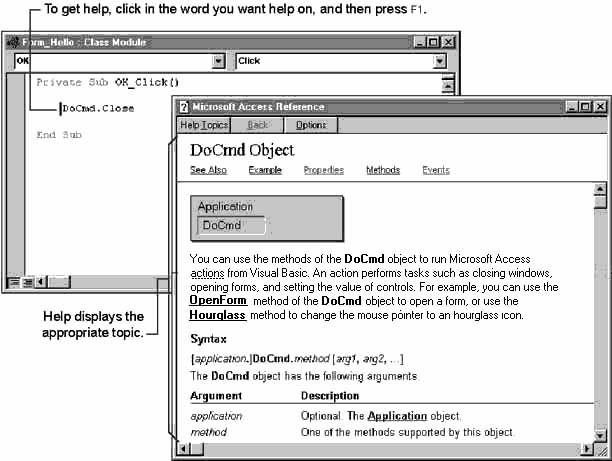 To get help, click in the word you want help on, and then press F1.
Form_Hello : Class Module
OK
Click
Private Sub OK_Click()
DoCmd.Close
End Sub
Microsoft Access Reference
Help Topics
Back
Options
DoCmd Object
See Also
Example
Properties
Methods
Events
Application
DoCmd
You can use the methods of the DoCmd object to run Microsoft Access
actions from Visual Basic. An action performs tasks such as closing windows,
opening forms, and setting the value of controls. For example, you can use the
OpenForm method of the DoCmd object to open a form, or use the
Hourglass method to change the mouse pointer to an hourglass icon.
Help displays the
appropriate topic.
Syntax
[application.]DoCmd.method [arg1, arg2, ...]
The DoCmd object has the following arguments
Argument Description
application Optional. The Application object.
method One of the methods supported by this object.